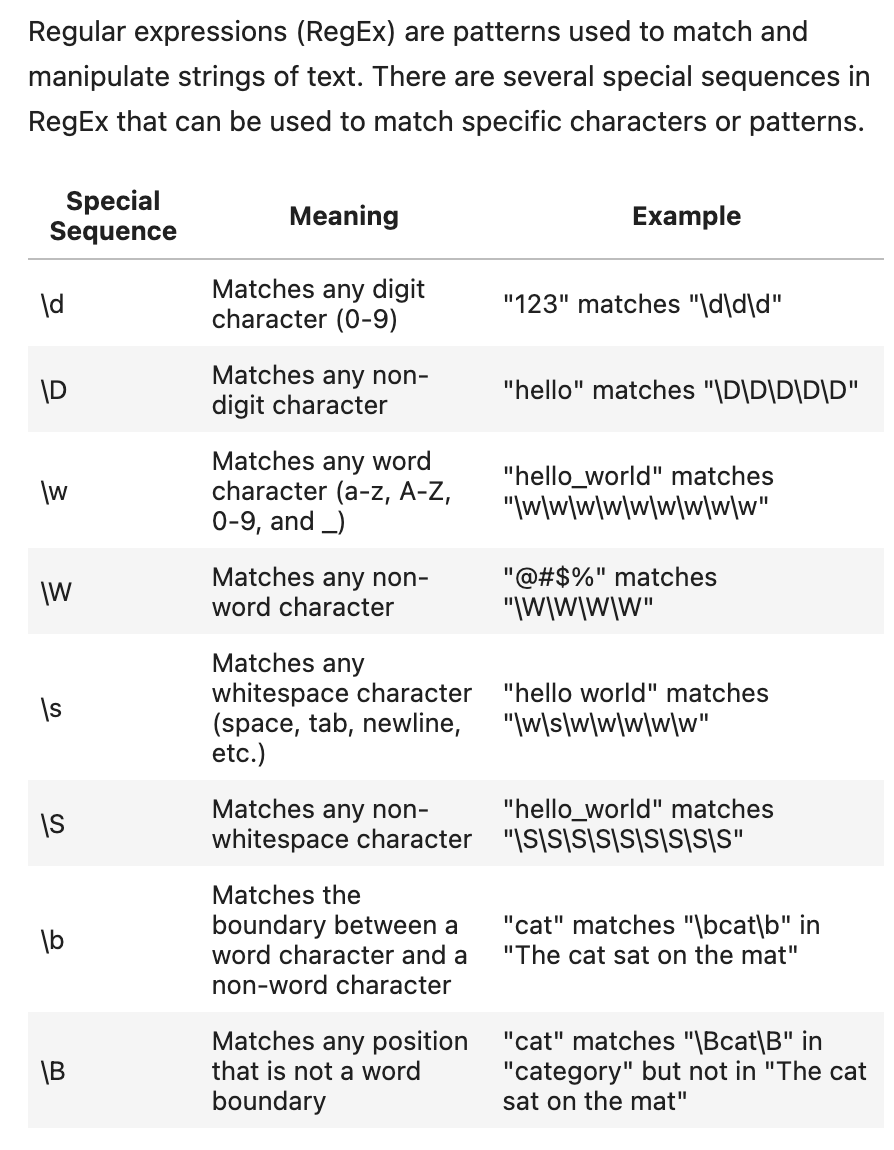 Regular expressions (RegEx) are patterns used to match and
manipulate strings of text. There are several special sequences in
RegEx that can be used to match specific characters or patterns.
Special
Sequence
Meaning
Example
\d
Matches any digit
character (0-9)
"123" matches "\d\d\d"
\D
Matches any non-
digit character
"hello" matches "\D\D\D\D\D"
\w
Matches any word
character (a-z, A-Z,
0-9, and _)
"hello_world" matches
"\w\w\w\w\w\w\w\w\w"
\W
Matches any non-
word character
"@#$%" matches
"\W\W\W\W"
\s
Matches any
whitespace character
(space, tab, newline,
etc.)
"hello world" matches
"\w\s\w\w\w\w\w"
\S
Matches any non-
whitespace character
"hello_world" matches
"\S\S\S\S\S\S\S\S\S"
\b
Matches the
boundary between a
word character and a
non-word character
"cat" matches "\bcat\b" in
"The cat sat on the mat"
\B
Matches any position
that is not a word
boundary
"cat" matches "\Bcat\B" in
"category" but not in "The cat
sat on the mat"